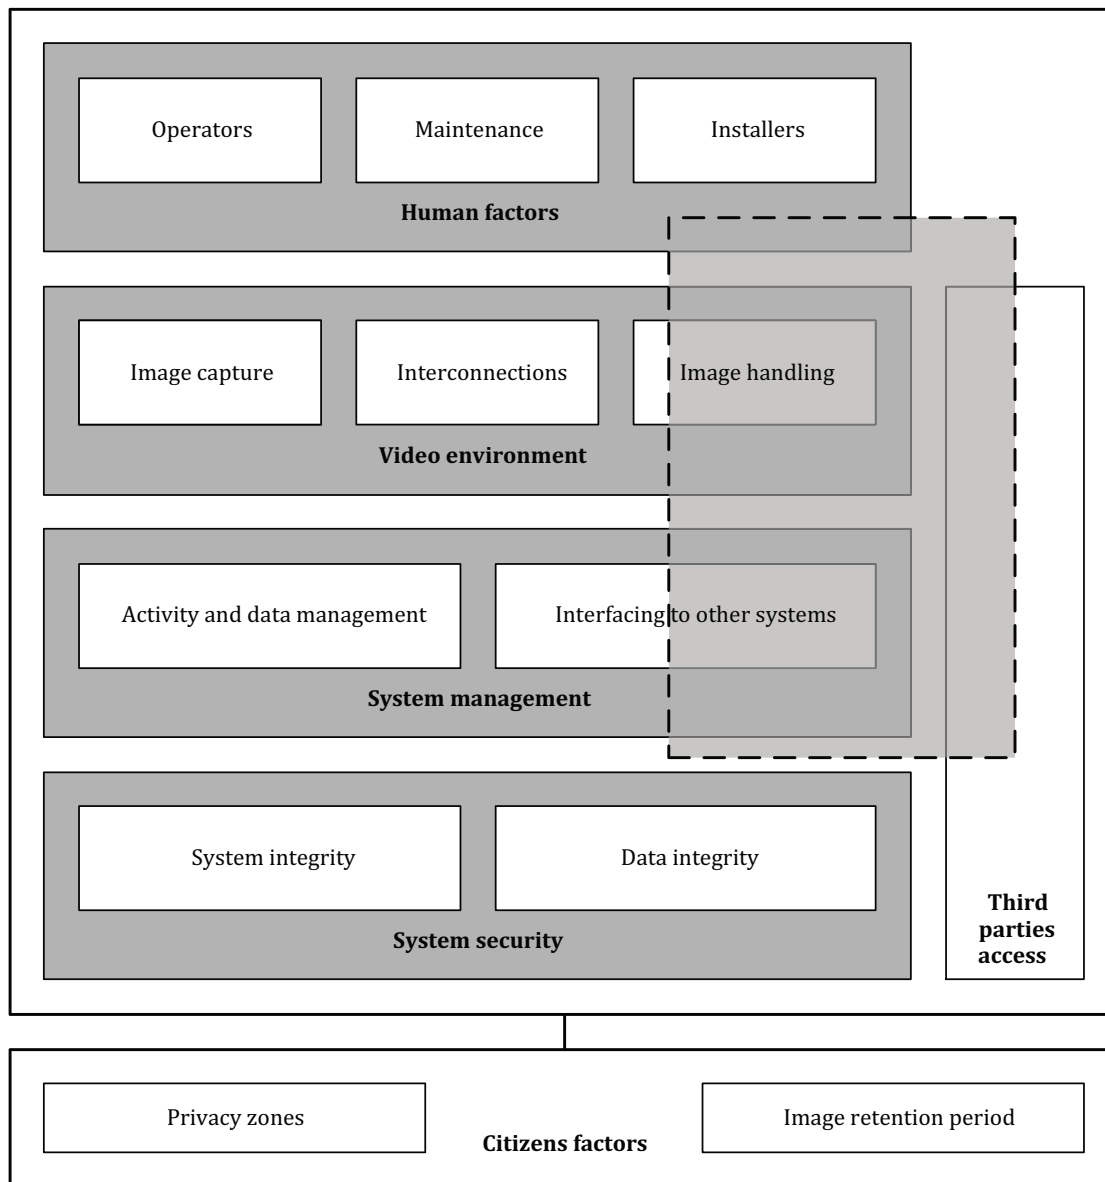 Operators
Maintenance
Installers
Human factors
Image capture
Interconnections
Image handling
Video environment
Activity and data management
Interfacing to other systems
System management
System integrity
Data integrity
System security
Third
parties
access
Privacy zones
Image retention period
Citizens factors